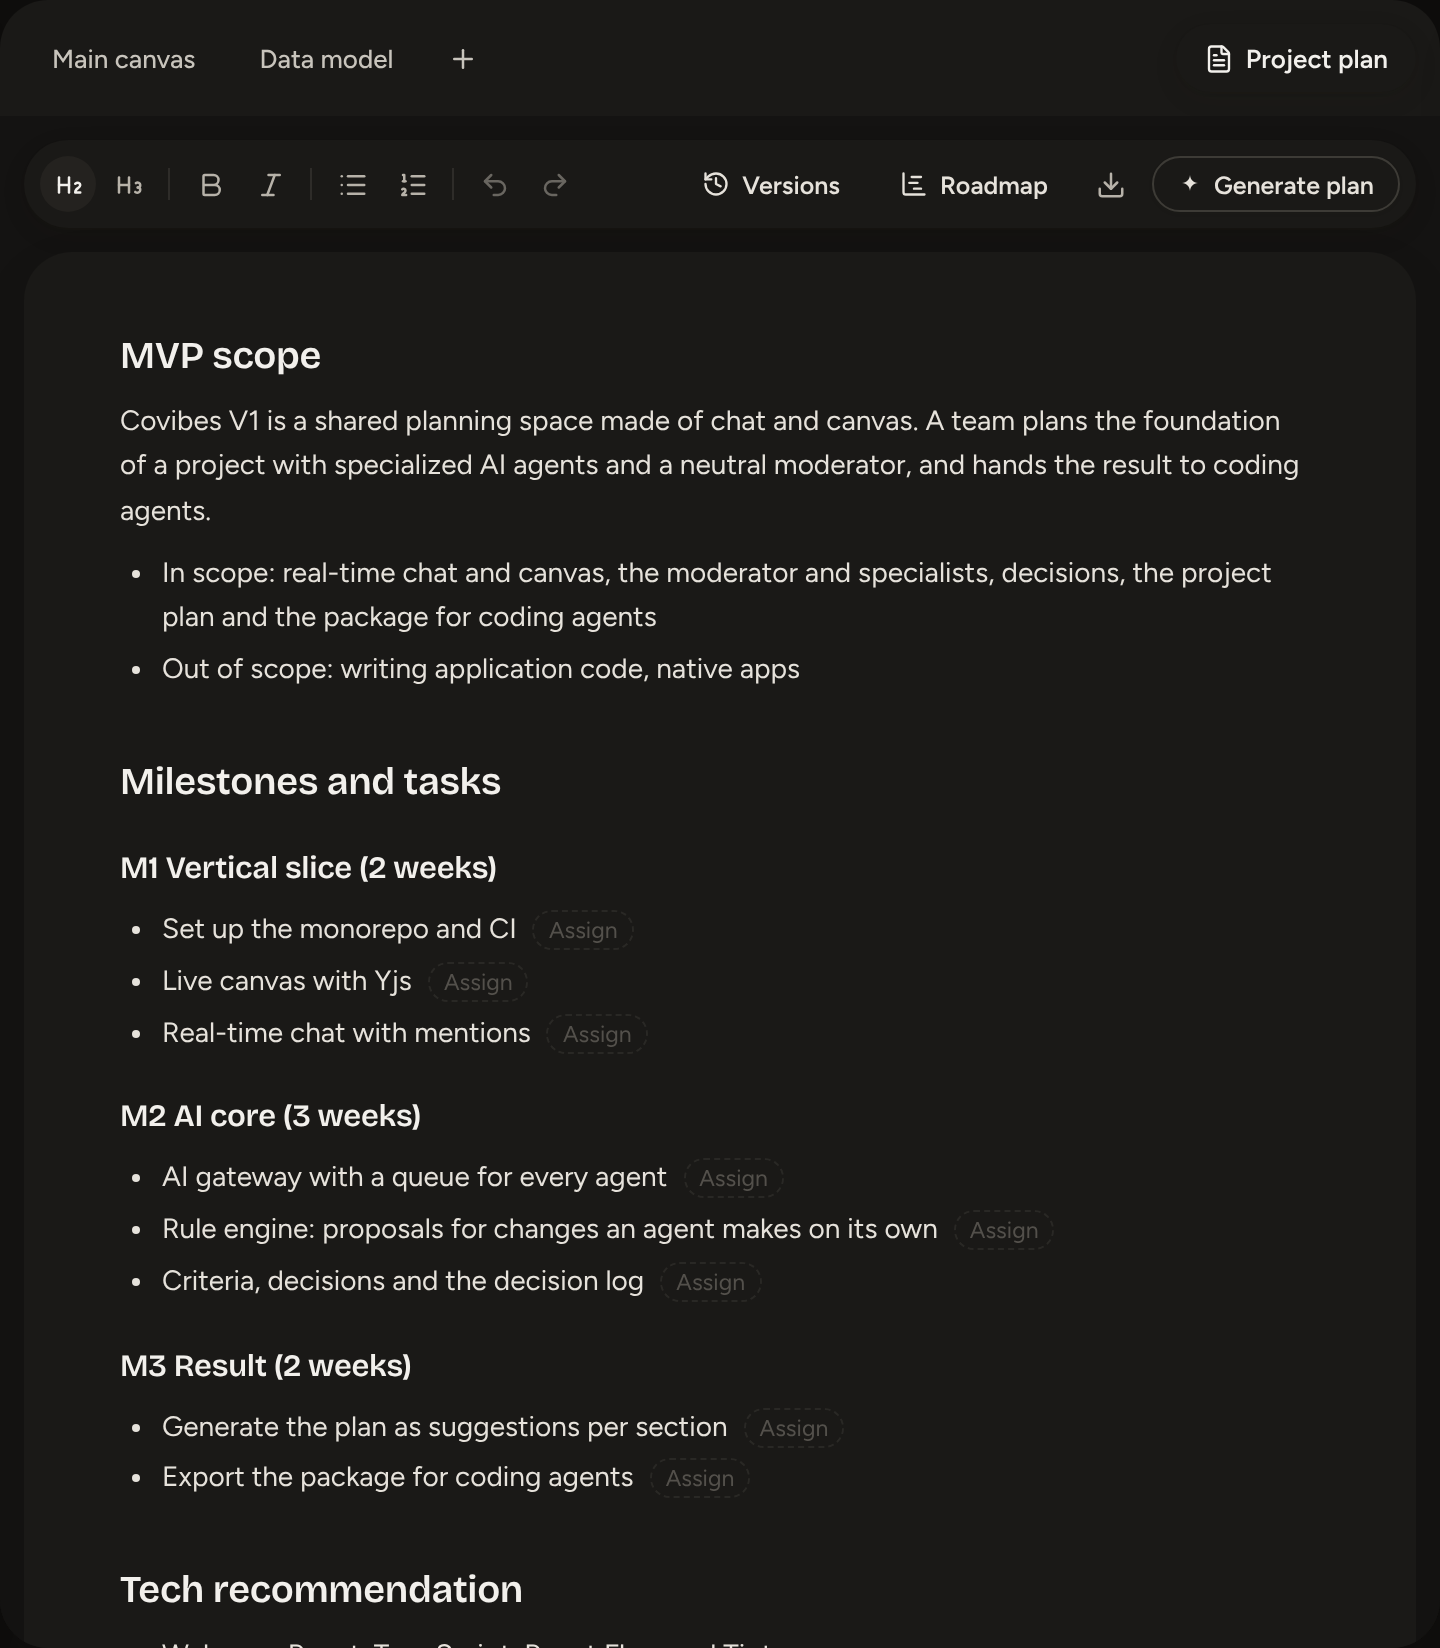 Main canvas
Data model
Project plan
H2
H3
B
I
Versions
Roadmap
Generate plan
MVP scope
Covibes V1 is a shared planning space made of chat and canvas. A team plans the foundation
of a project with specialized AI agents and a neutral moderator, and hands the result to coding
agents.
In scope: real-time chat and canvas, the moderator and specialists, decisions, the project
plan and the package for coding agents
Out of scope: writing application code, native apps
Milestones and tasks
M1 Vertical slice (2 weeks)
Set up the monorepo and CI Assign
Live canvas with Yjs Assign
Real-time chat with mentions Assign
M2 AI core (3 weeks)
AI gateway with a queue for every agent Assign
Rule engine: proposals for changes an agent makes on its own Assign
Criteria, decisions and the decision log Assign
M3 Result (2 weeks)
Generate the plan as suggestions per section Assign
Export the package for coding agents Assign
Tech recommendation